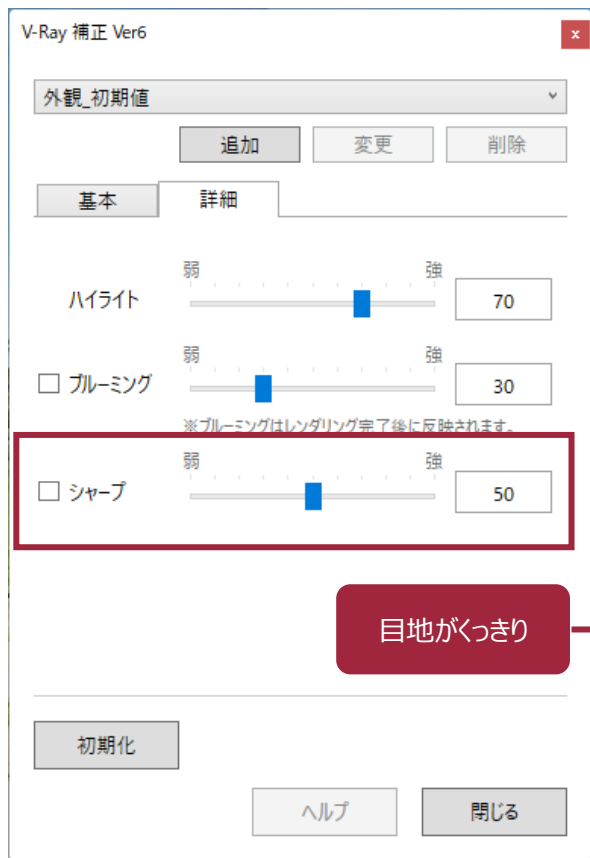 V-Ray 補正 Ver6
x
外観_初期値
追加 変更 削除
基本 詳細
弱 強
ハイライト 70
弱 強
ブルーミング 30
※ブルーミングはレンダリング完了後に反映されます。
弱 強
シャープ 50
目地がくっきり
初期化
ヘルプ 閉じる